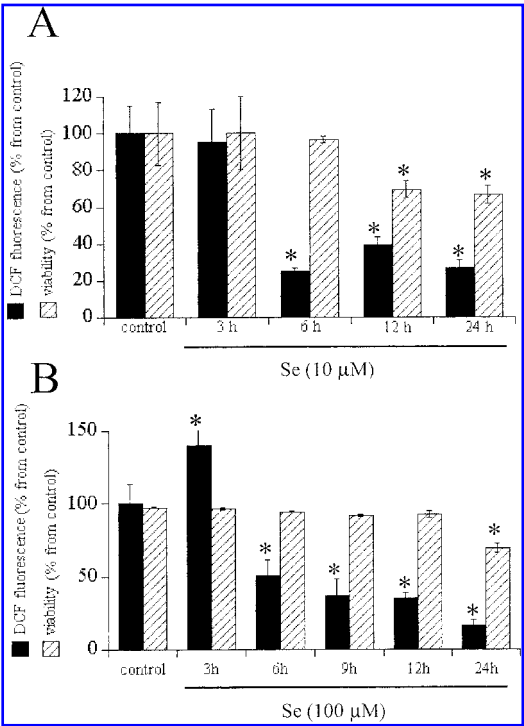 A
DCF fluorescence (% from control)
viability (% from control)
120
100
80
60
40
20
0
* * * * *
control 3 h 6 h 12 h 24 h
Se (10 μM)
B
DCF fluorescence (% from control)
viability (% from control)
150
100
50
0
* * * * * *
control 3h 6h 9h 12h 24h
Se (100 μM)